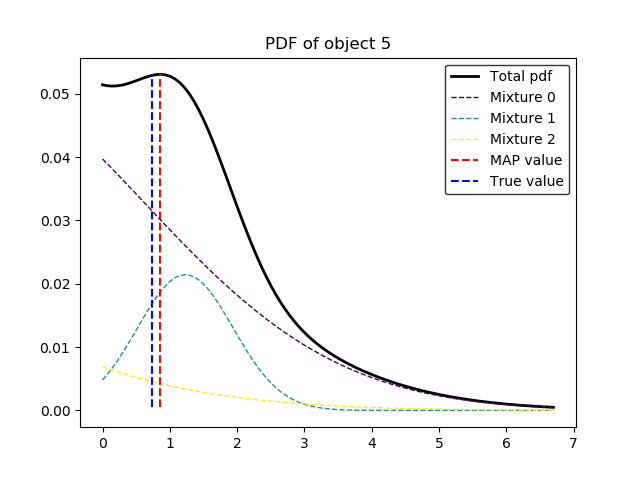 PDF of object 5
Total pdf
Mixture 0
Mixture 1
Mixture 2
MAP value
True value
0.05
0.04
0.03
0.02
0.01
0.00
0 1 2 3 4 5 6 7